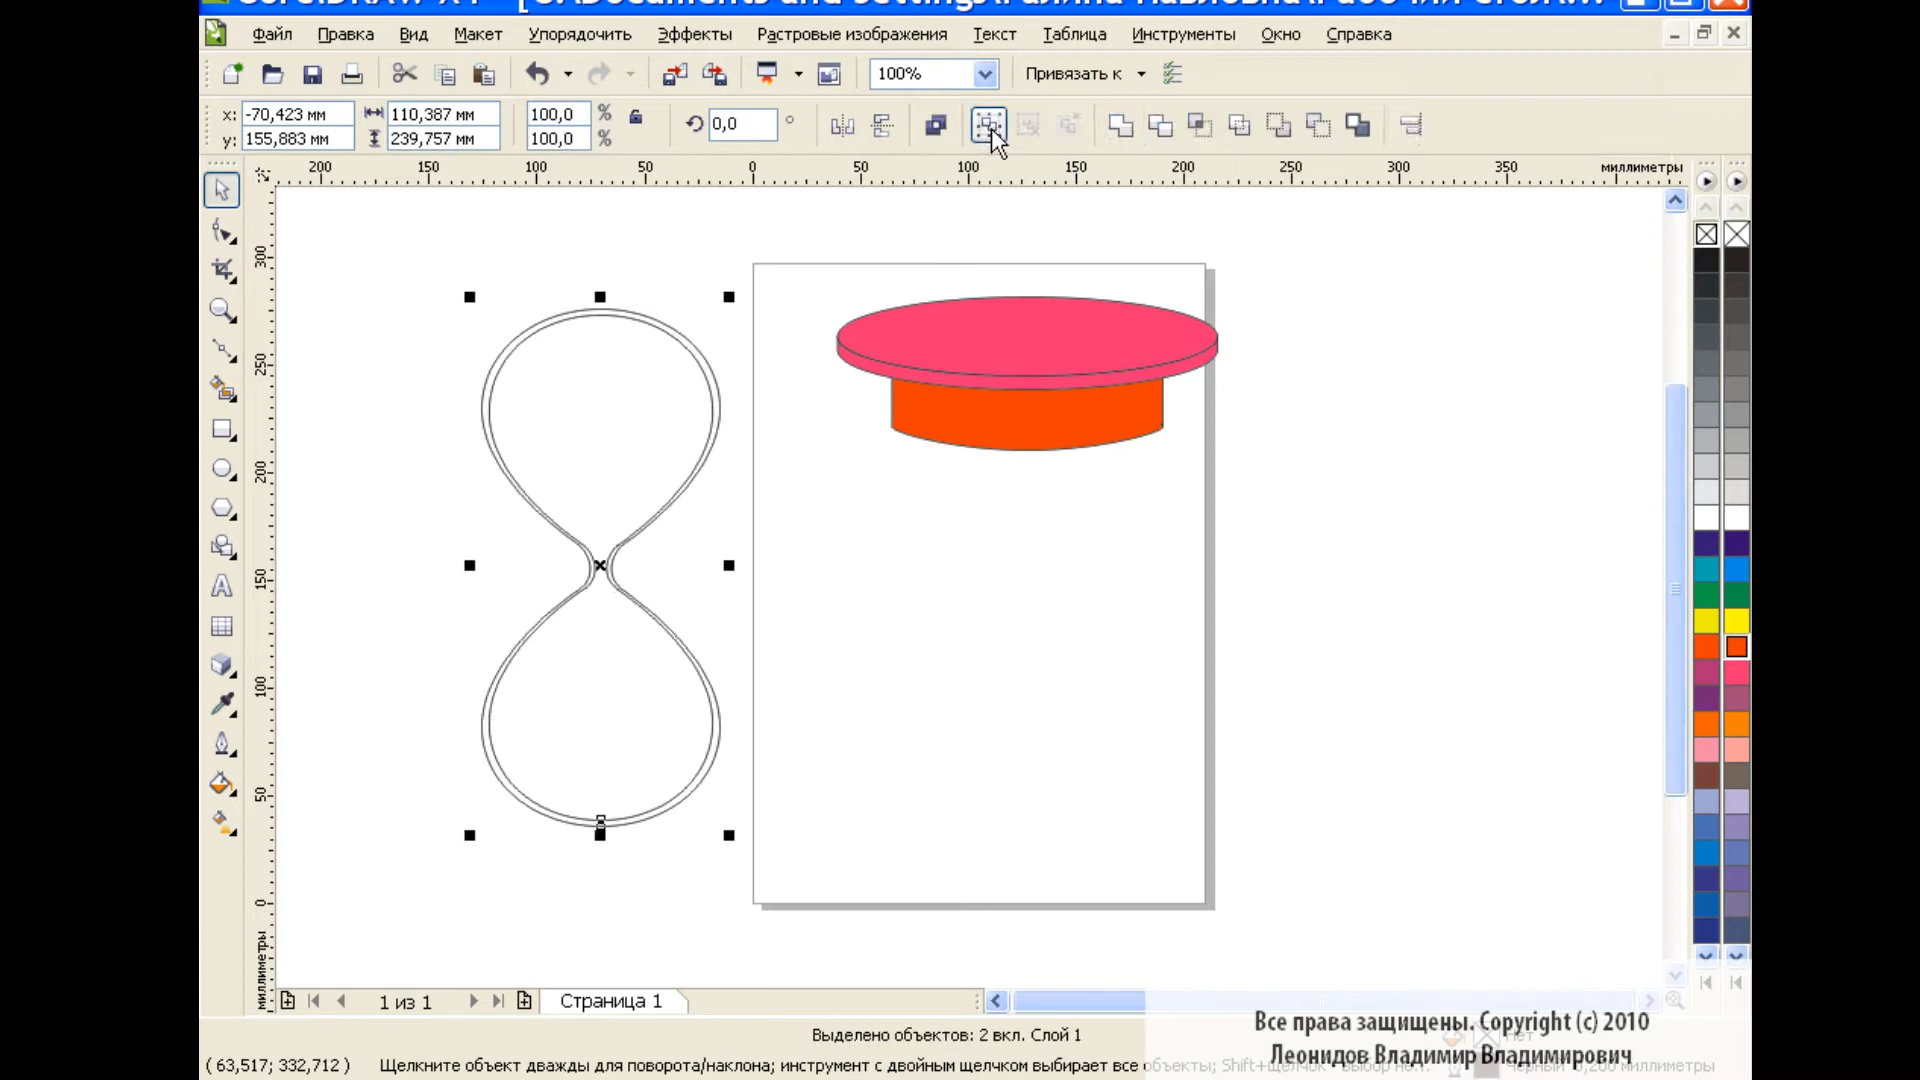 Файл Правка Вид Макет Упорядочить Эффекты Растровые изображения Текст Таблица Инструменты Окно Справка
100% Привязать к
x: -70,423 мм 110,387 мм 100,0 % 0,0 °
y: 155,883 мм 239,757 мм 100,0 %
200 150 100 50 0 50 100 150 200 250 300 350 миллиметры
300
250
200
150
100
50
0
миллиметры
1 из 1 Страница 1
Выделено объектов: 2 вкл. Слой 1
Все права защищены. Copyright (c) 2010
Леонидов Владимир Владимирович
( 63,517; 332,712 ) Щелкните объект дважды для поворота/наклона; инструмент с двойным щелчком выбирает все объекты; Shift+щелчок - выбор не миллиметры